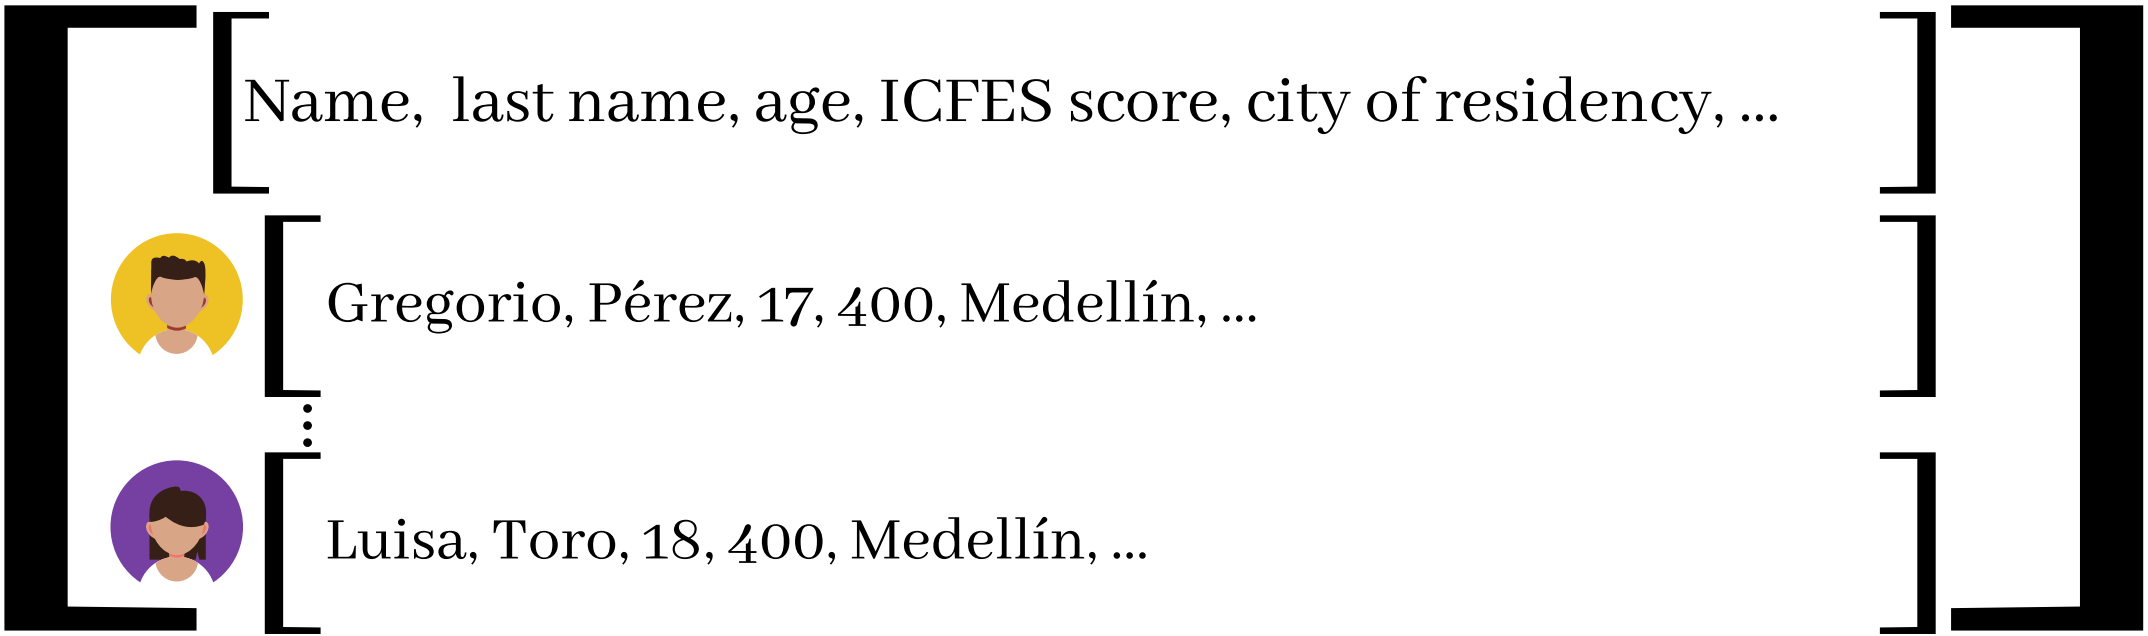 Name, last name, age, ICFES score, city of residency, ...
Gregorio, Pérez, 17, 400, Medellín, ...
Luisa, Toro, 18, 400, Medellín, ...